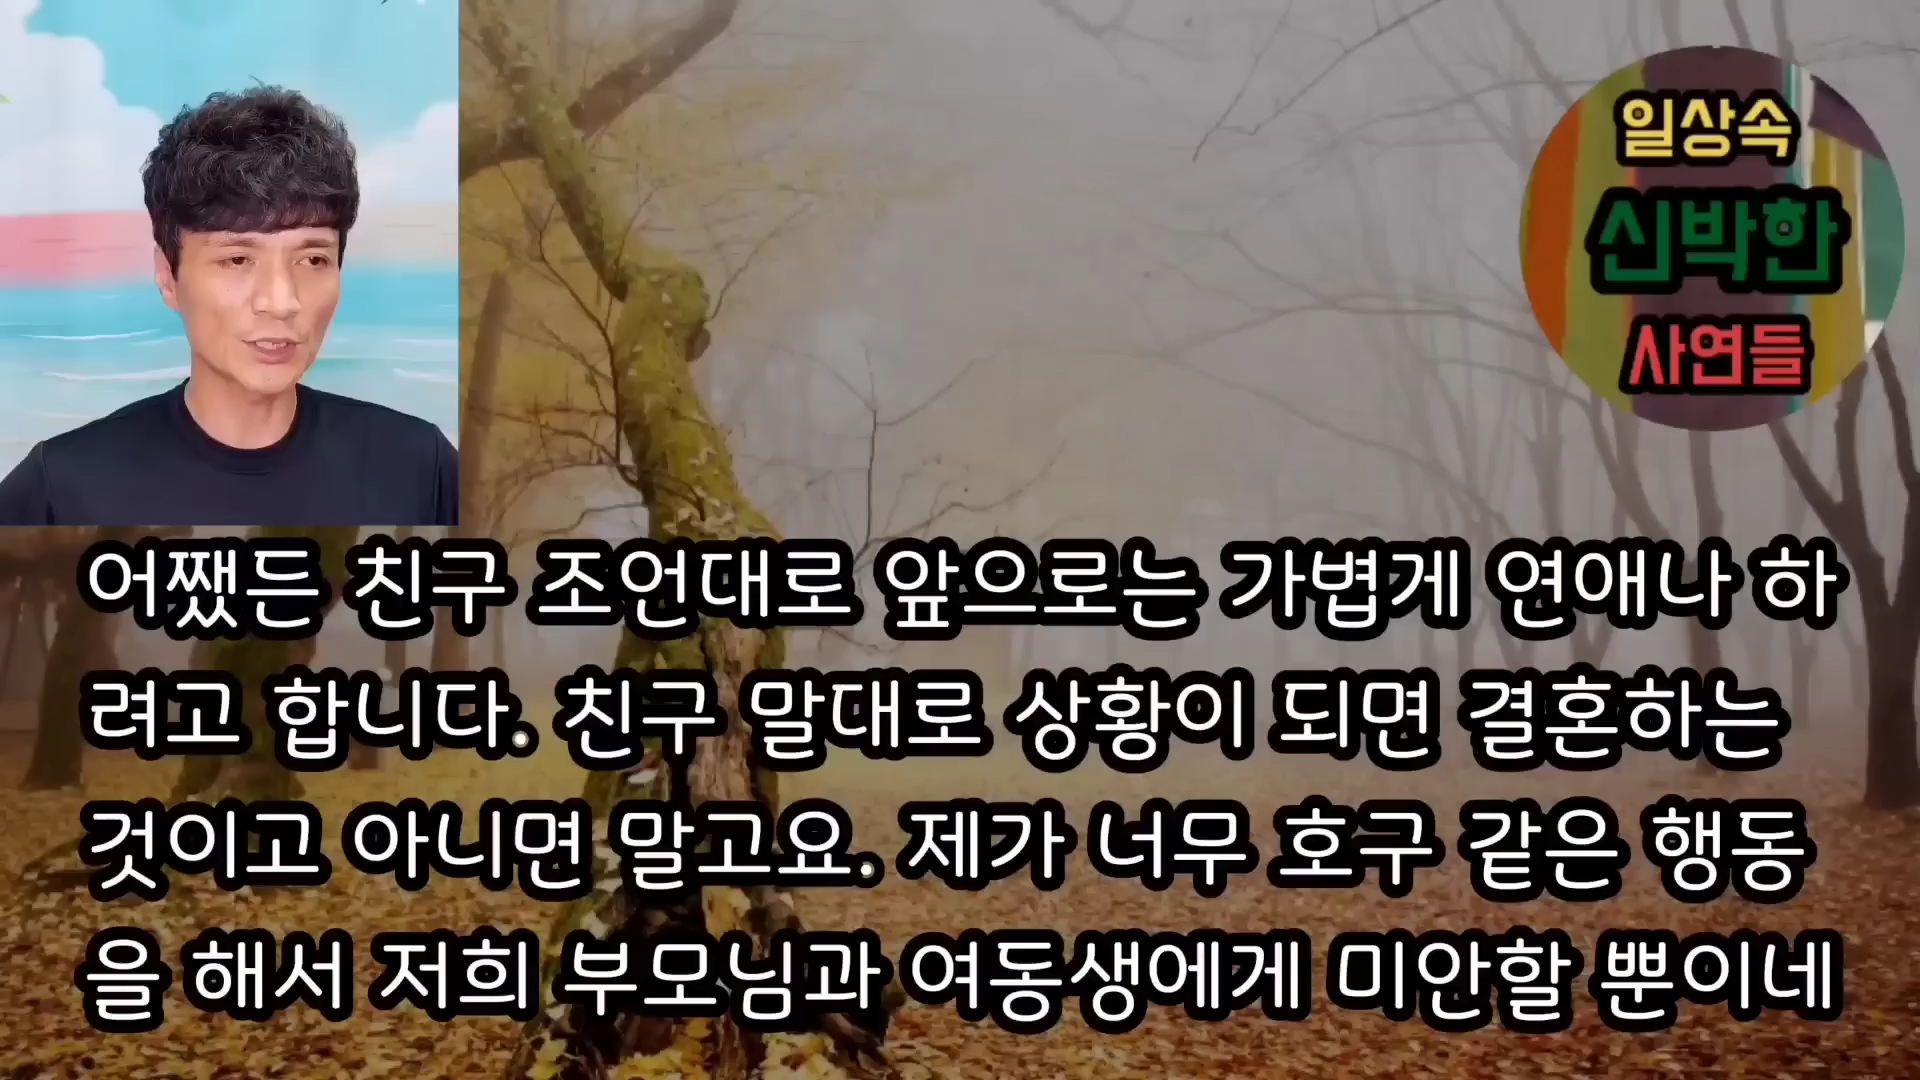 일상속
신박한
사연들
어쨌든 친구 조언대로 앞으로는 가볍게 연애나 하
려고 합니다. 친구 말대로 상황이 되면 결혼하는
것이고 아니면 말고요. 제가 너무 호구 같은 행동
을 해서 저희 부모님과 여동생에게 미안할 뿐이네